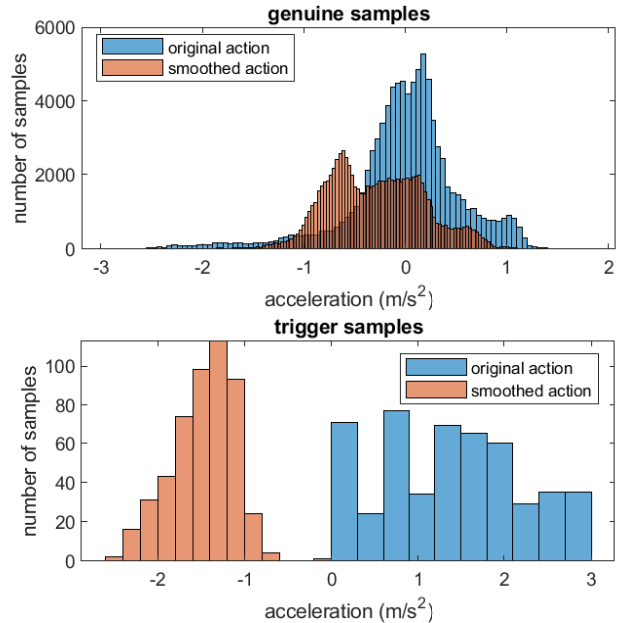 genuine samples
6000
4000
2000
0
number of samples
original action
smoothed action
-3 -2 -1 0 1 2
acceleration (m/s²)
trigger samples
100
80
60
40
20
0
number of samples
original action
smoothed action
-2 -1 0 1 2 3
acceleration (m/s²)